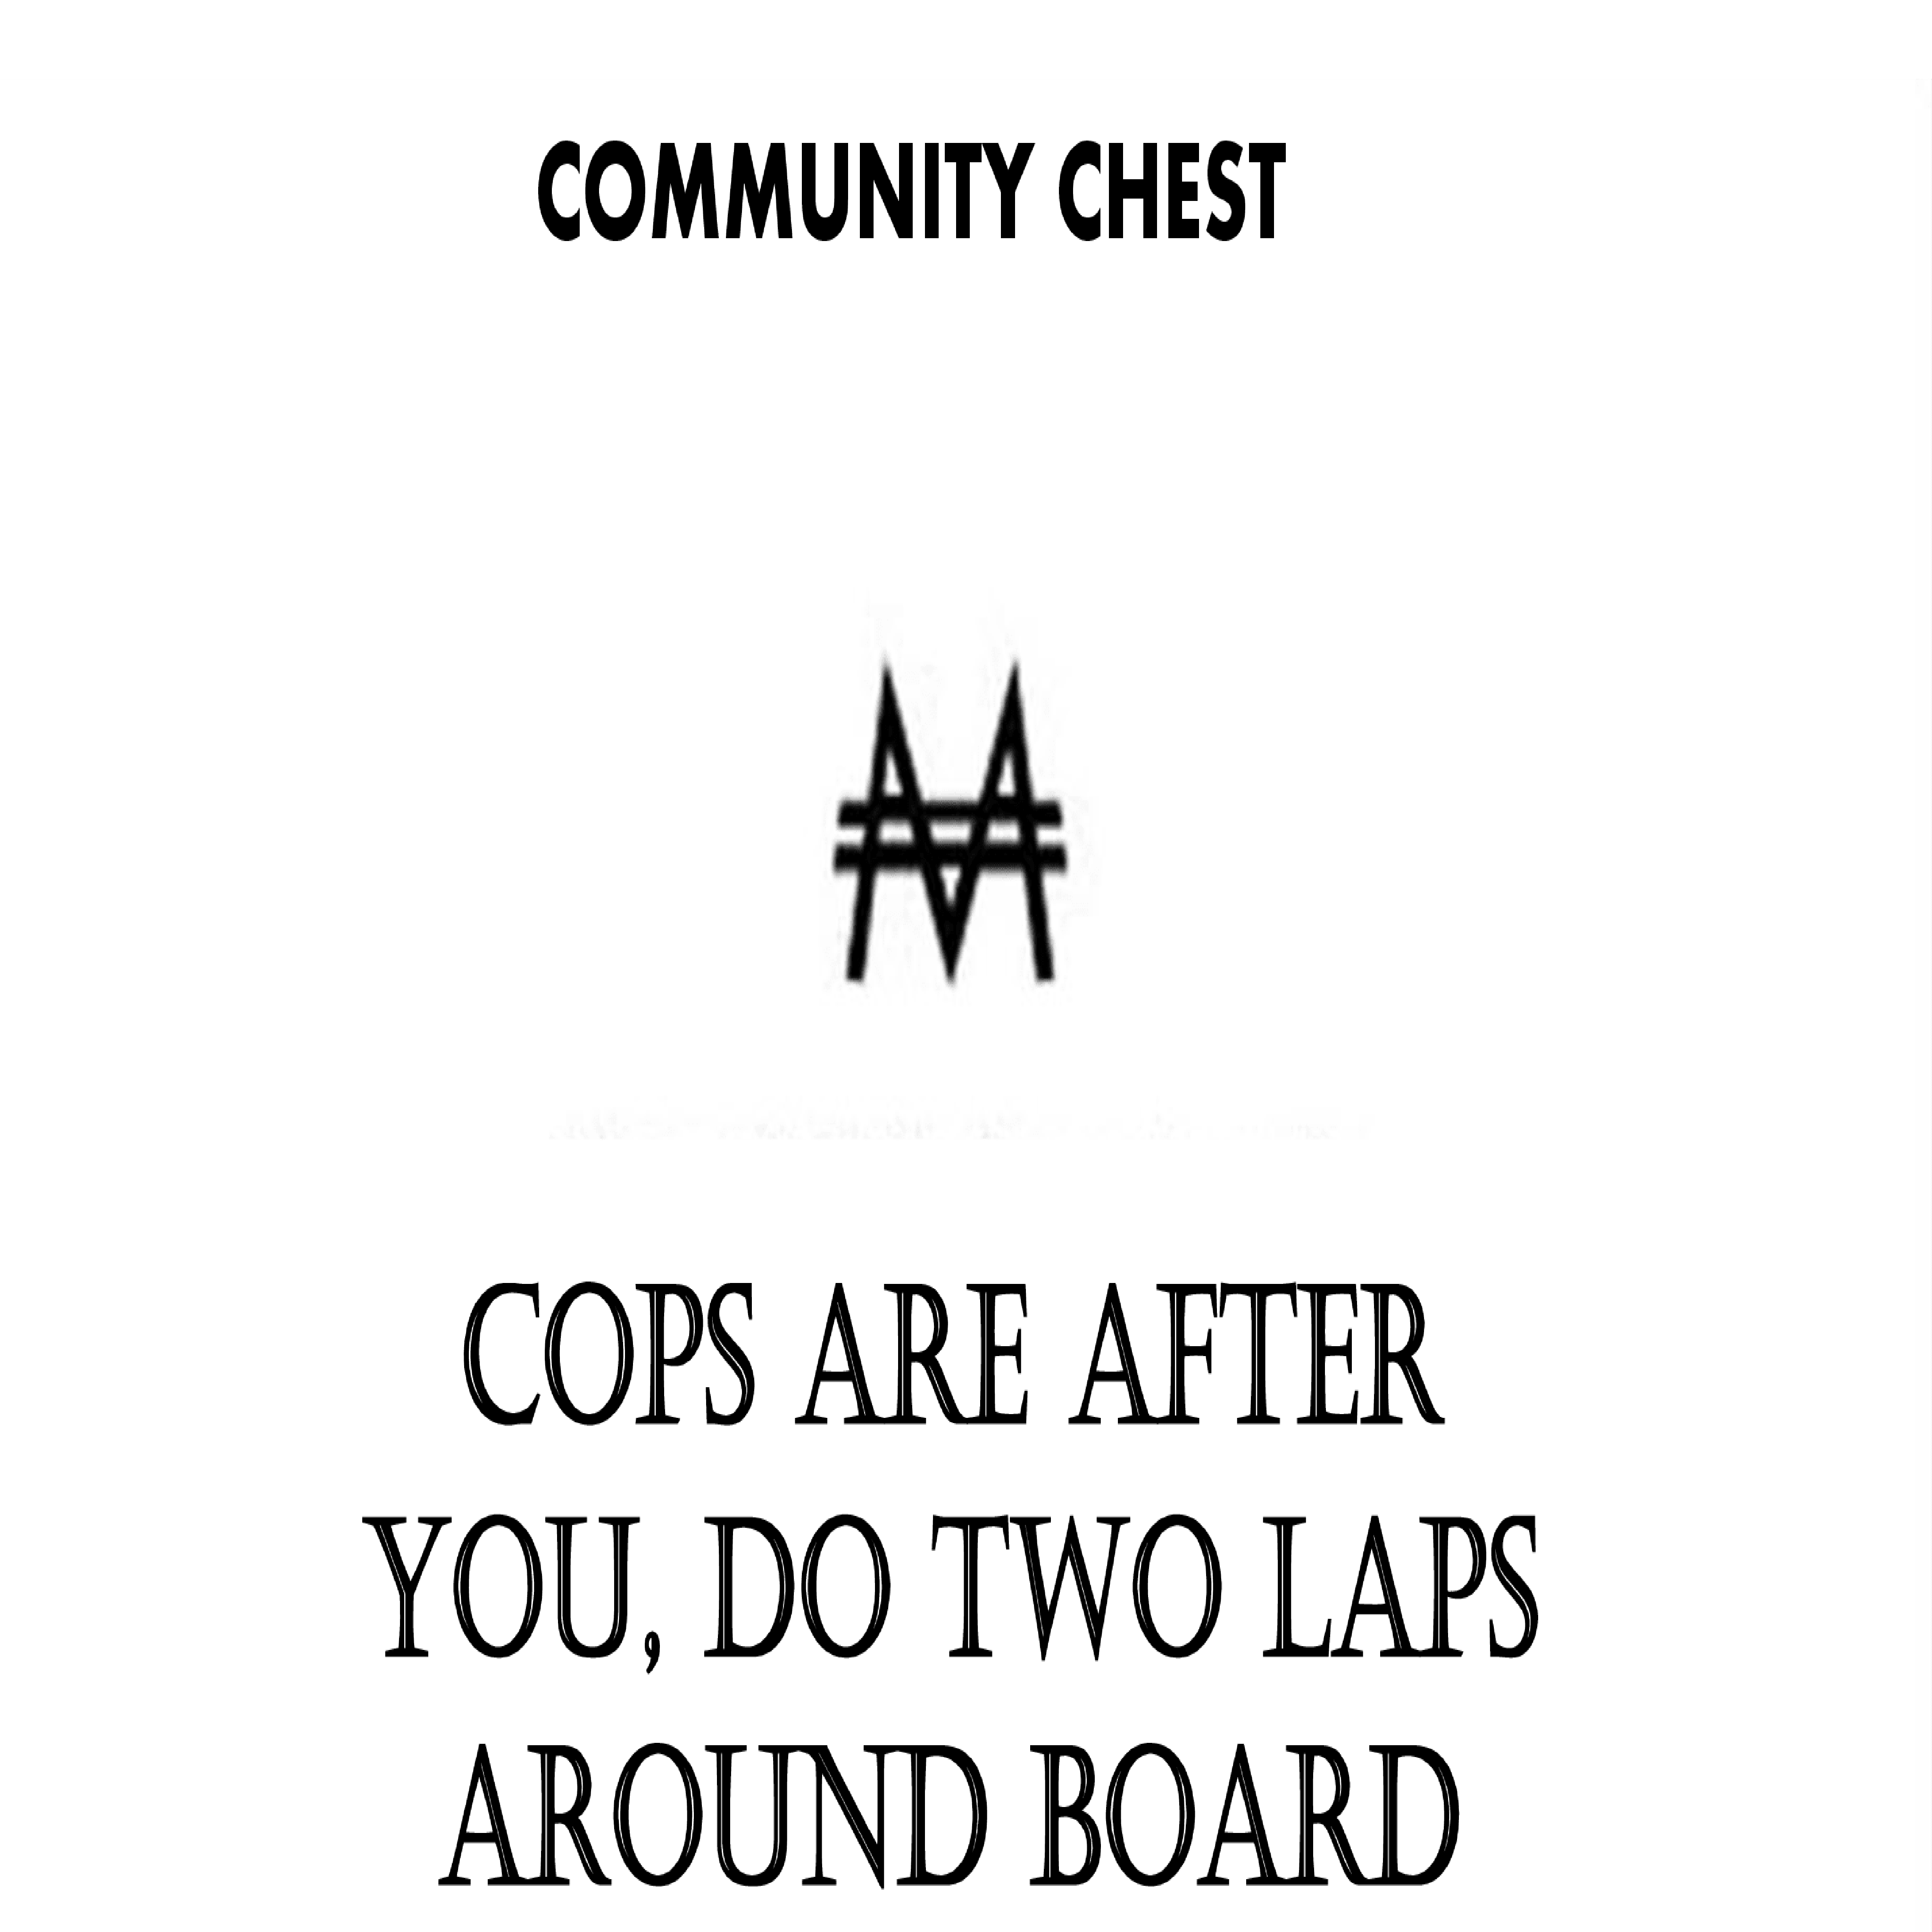 COMMUNITY CHEST
COPS ARE AFTER
YOU, DO TWO LAPS
AROUND BOARD